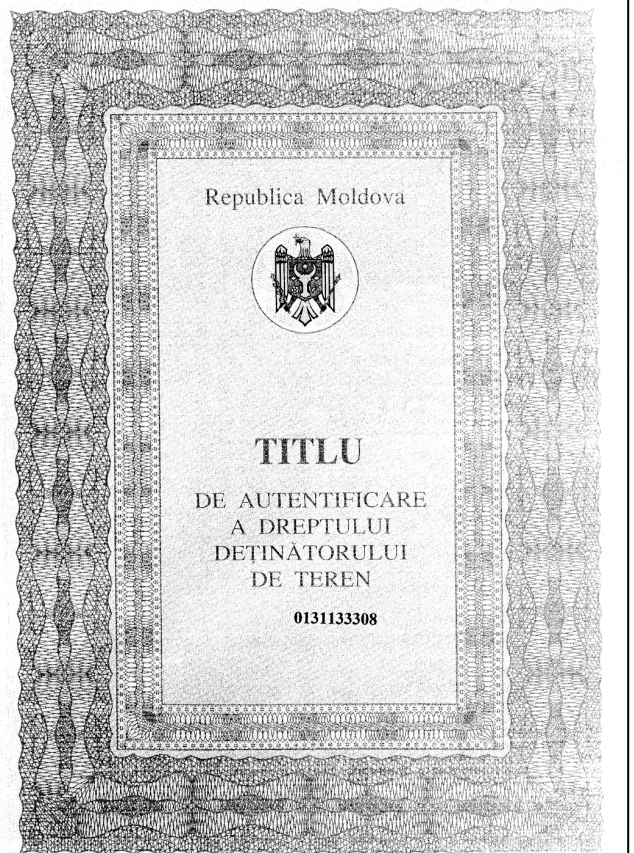 Republica Moldova
TITLU
DE AUTENTIFICARE
A DREPTULUI
DEȚINĂTORULUI
DE TEREN
0131133308